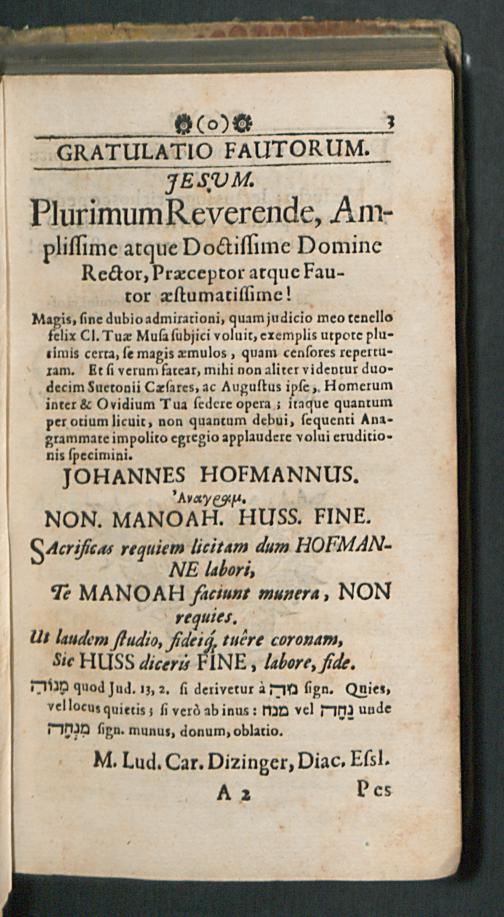 ❁(o)❁ 3
GRATULATIO FAUTORUM.
JESUM.
Plurimum Reverende, Am-
pliſſime atque Doctiſſime Domine
Rector, Præceptor atque Fau-
tor æſtumatiſſime!
Magis, ſine dubio admirationi, quam judicio meo tenello
felix Cl. Tuæ Muſa ſubjici voluit, exemplis utpote plu-
rimis certa, ſe magis æmulos, quam cenſores repertu-
ram. Et ſi verum fatear, mihi non aliter videntur duo-
decim Suetonii Cæſares, ac Auguſtus ipſe, Homerum
inter & Ovidium Tua ſedere opera; itaque quantum
per otium licuit, non quantum debui, ſequenti Ana-
grammate impolito egregio applaudere volui eruditio-
nis ſpecimini.
JOHANNES HOFMANNUS.
Ἀναγραμ.
NON. MANOAH. HUSS. FINE.
SAcrificas requiem licitam dum HOFMAN-
NE labori,
Te MANOAH faciunt munera, NON
requies.
Ut laudem ſtudio, fideiq́, tuêre coronam,
Sic HUSS diceris FINE, labore, fide.
מָנוֹה quod Jud. 13, 2. ſi derivetur à מוה ſign. Quies,
vel locus quietis; ſi verò ab inus: מנח vel נָחָה unde
מִנְחָה ſign. munus, donum, oblatio.
M. Lud. Car. Dizinger, Diac. Eſsl.
A 2 Pes